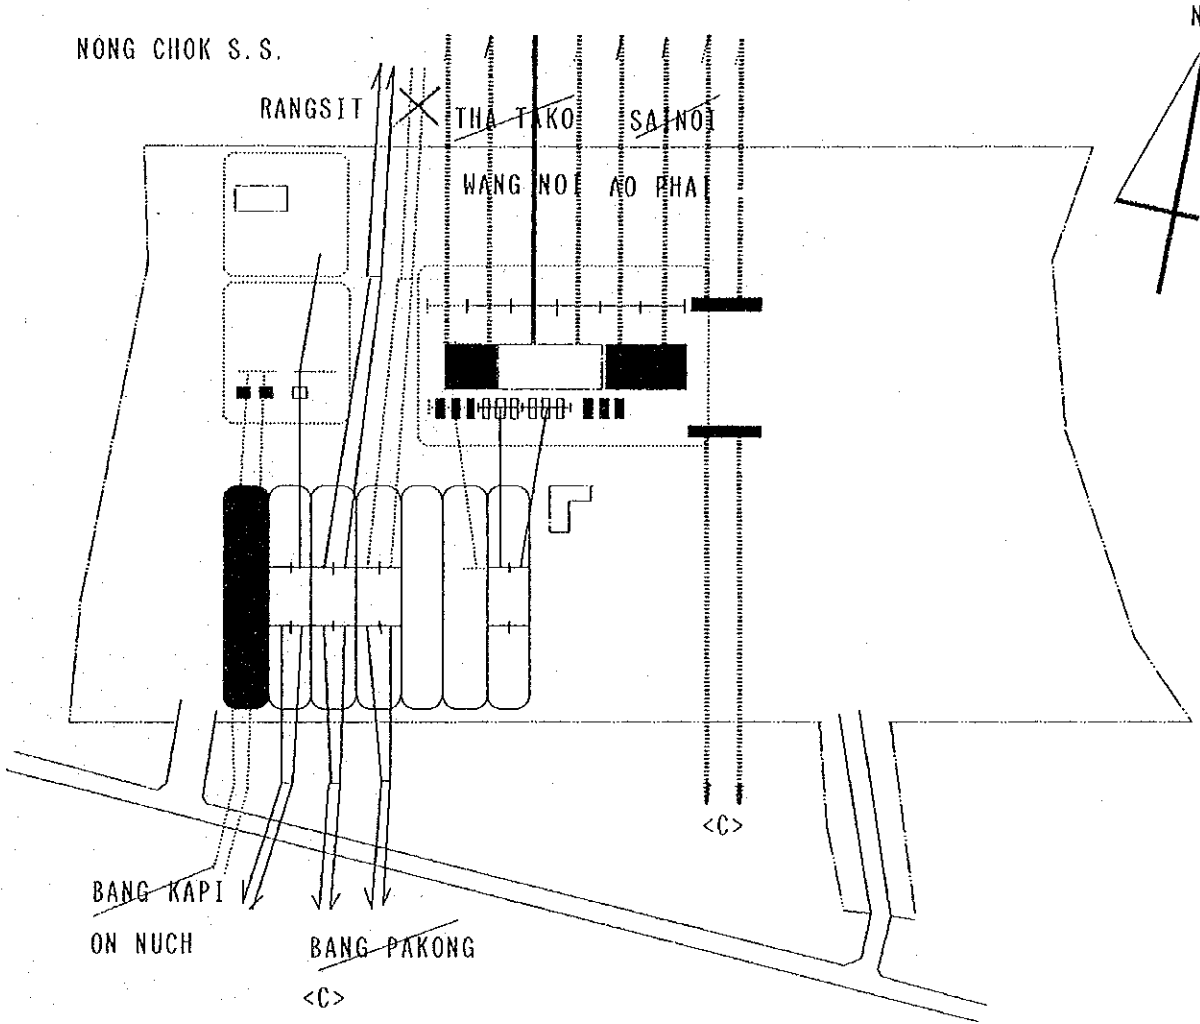 N
NONG CHOK S.S.
RANGSIT
THA TAKO
SAI NOI
WANG NOI
AO PHAI
<C>
BANG KAPI
ON NUCH
BANG PAKONG
<C>